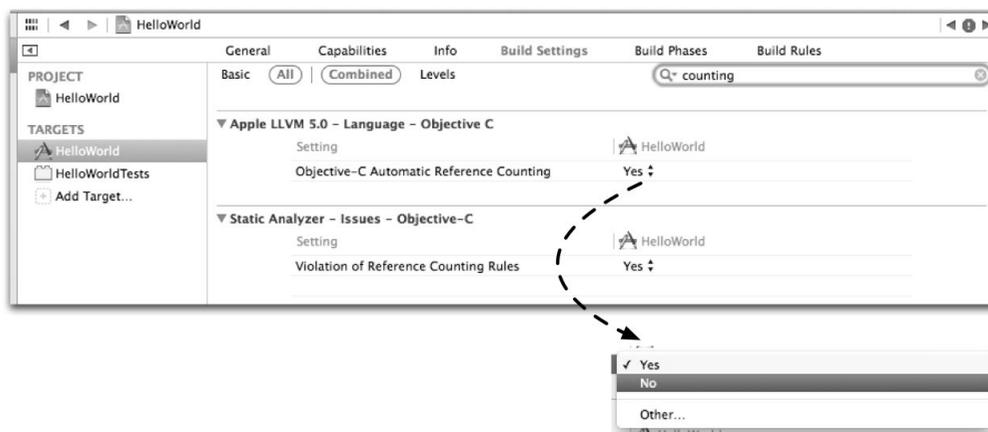 HelloWorld
General Capabilities Info Build Settings Build Phases Build Rules
Basic All Combined Levels counting
PROJECT
HelloWorld
TARGETS
HelloWorld
HelloWorldTests
Add Target...
Apple LLVM 5.0 – Language – Objective C
Setting HelloWorld
Objective-C Automatic Reference Counting Yes
Static Analyzer – Issues – Objective-C
Setting HelloWorld
Violation of Reference Counting Rules Yes
Yes
No
Other...